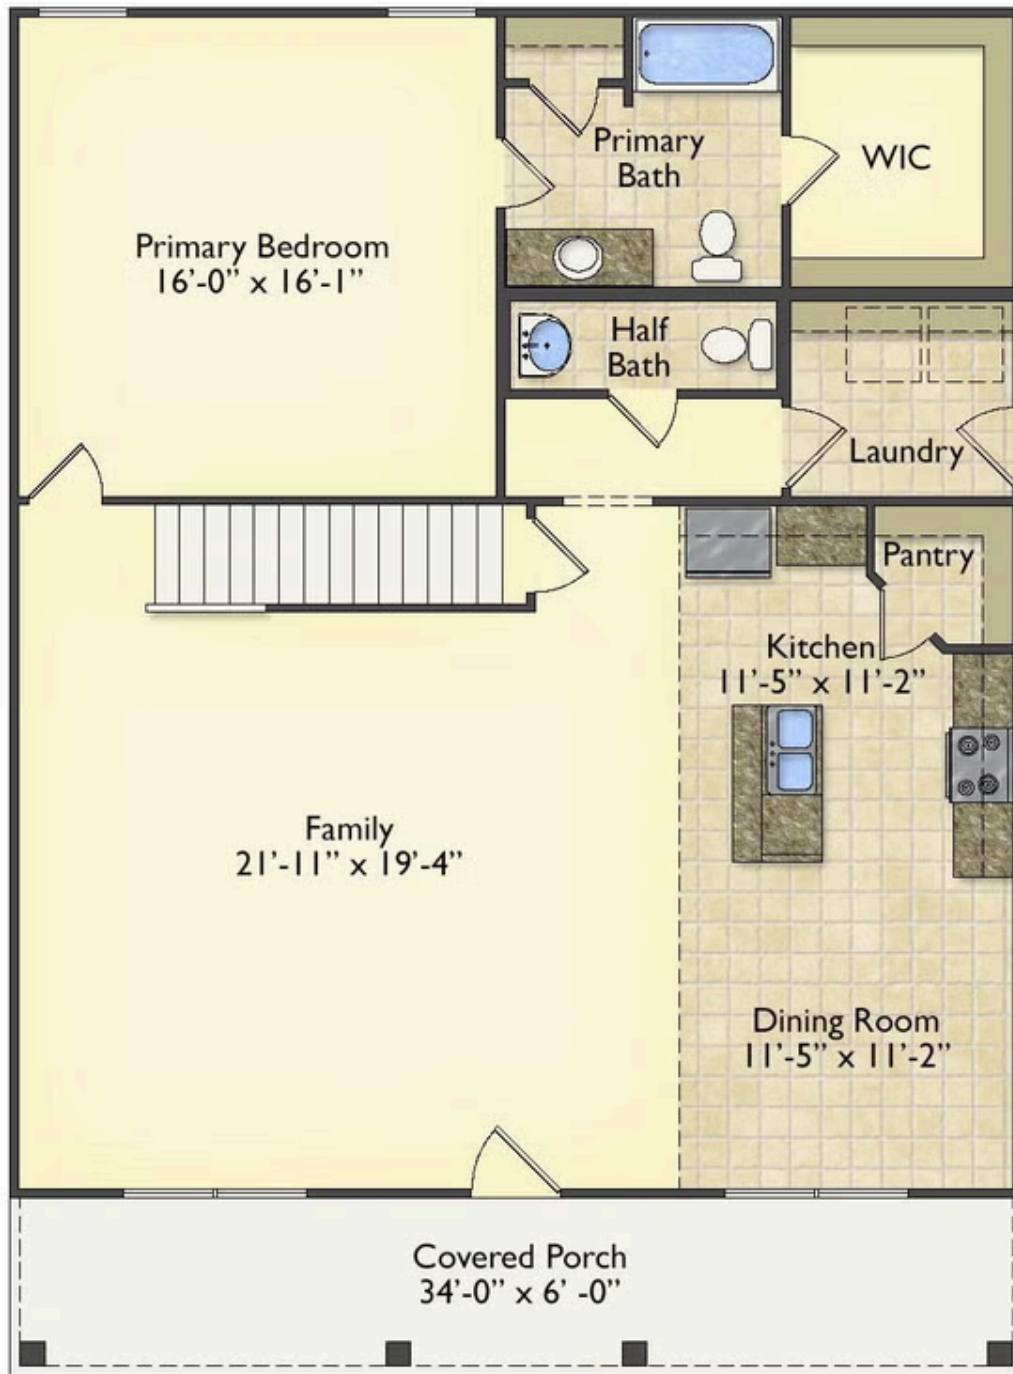 Primary Bedroom
16'-0" x 16'-1"
Primary
Bath
WIC
Half
Bath
Laundry
Pantry
Kitchen
11'-5" x 11'-2"
Family
21'-11" x 19'-4"
Dining Room
11'-5" x 11'-2"
Covered Porch
34'-0" x 6' -0"